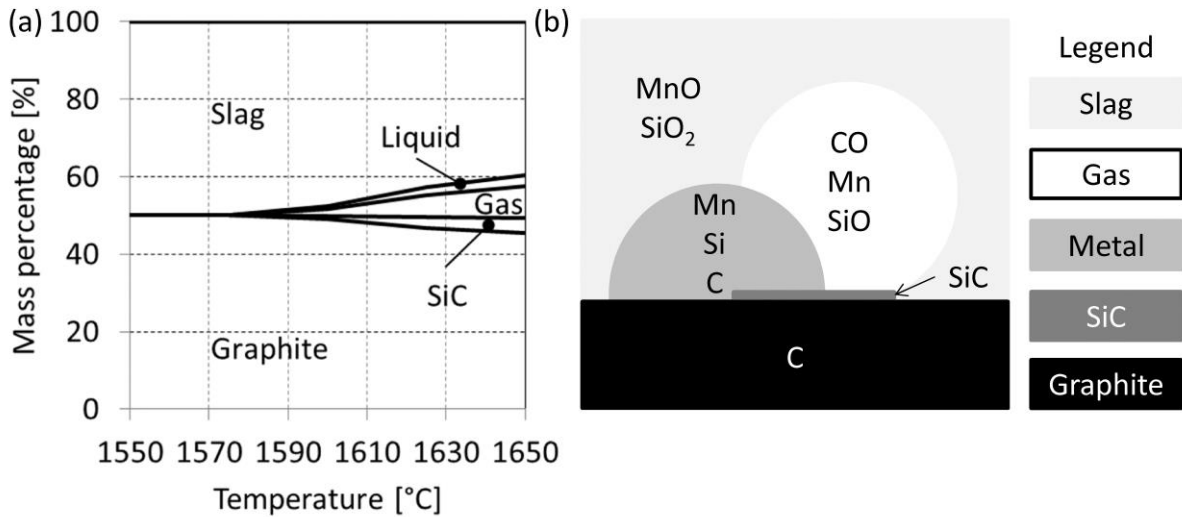 (a)
100
80
60
40
20
0
Mass percentage [%]
Slag
Liquid
Gas
SiC
Graphite
1550 1570 1590 1610 1630 1650
Temperature [°C]
(b)
MnO
SiO₂
CO
Mn
SiO
Mn
Si
C
SiC
C
Legend
Slag
Gas
Metal
SiC
Graphite